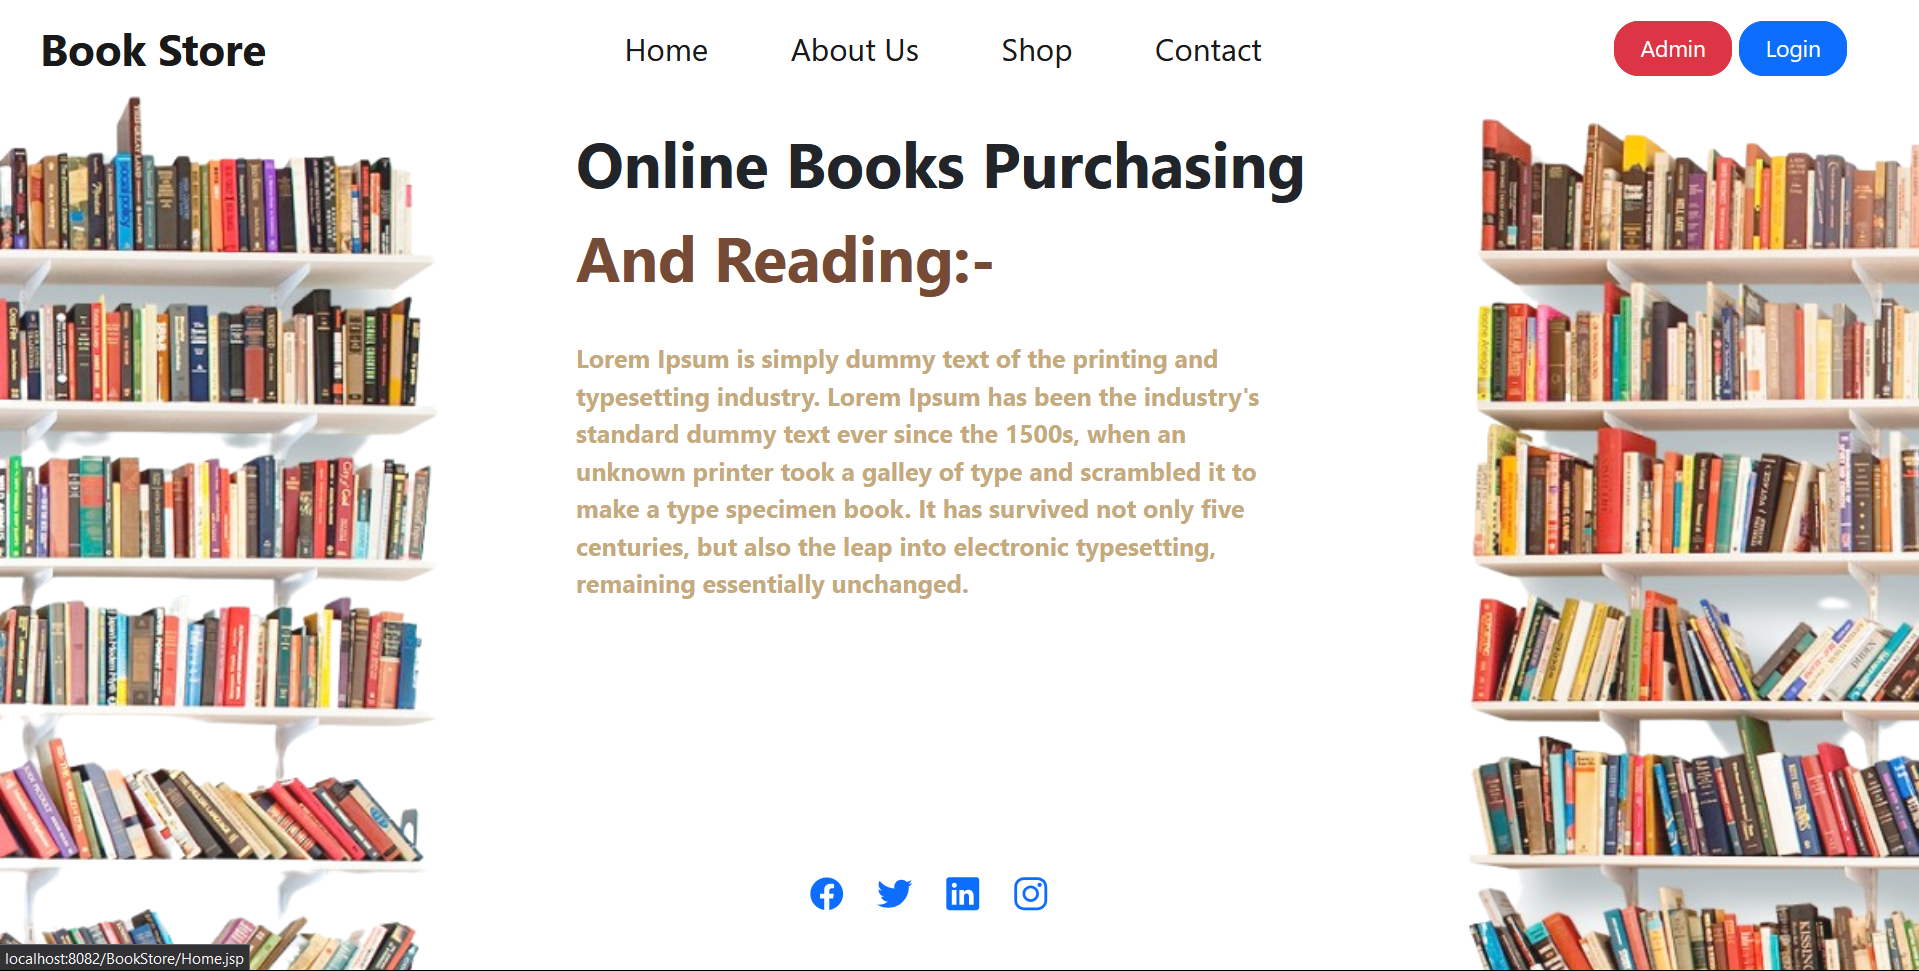 Book Store
Home
About Us
Shop
Contact
Admin
Login
Online Books Purchasing
And Reading:-
Lorem Ipsum is simply dummy text of the printing and
typesetting industry. Lorem Ipsum has been the industry's
standard dummy text ever since the 1500s, when an
unknown printer took a galley of type and scrambled it to
make a type specimen book. It has survived not only five
centuries, but also the leap into electronic typesetting,
remaining essentially unchanged.
localhost:8082/BookStore/Home.jsp